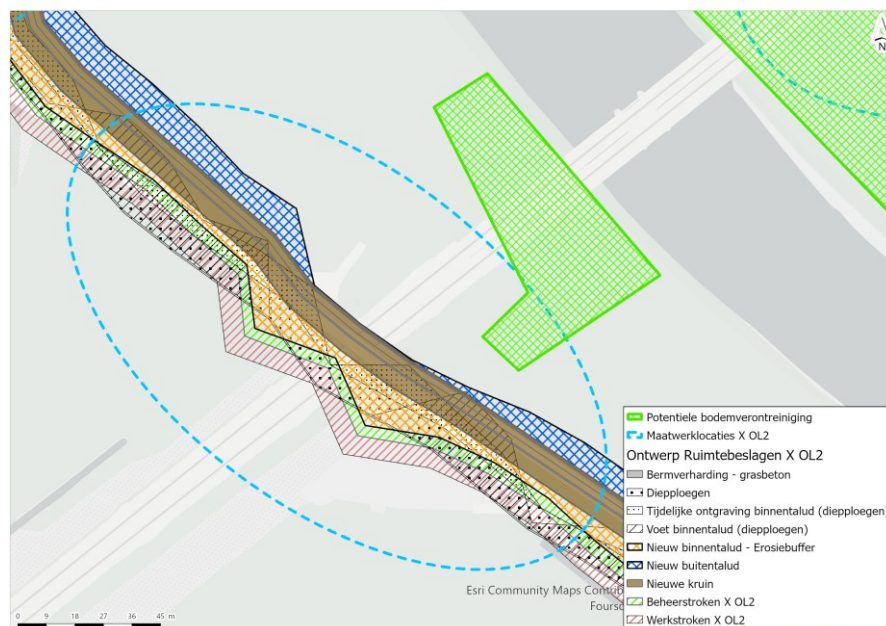 N
Potentiele bodemverontreiniging
Maatwerklocaties X OL2
Ontwerp Ruimtebeslagen X OL2
Bermverharding - grasbeton
Diepploegen
Tijdelijke ontgraving binnentalud (diepploegen)
Voet binnentalud (diepploegen)
Nieuw binnentalud - Erosiebuffer
Nieuw buitentalud
Nieuwe kruin
Beheerstroken X OL2
Werkstroken X OL2
Esri Community Maps
0 9 18 27 36 45 m